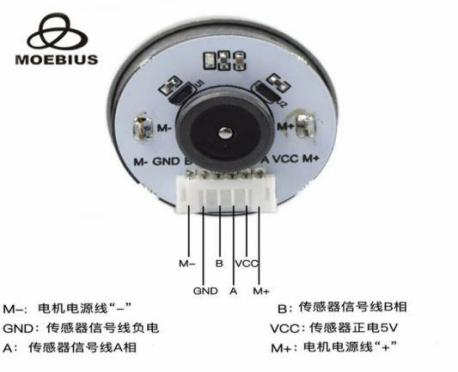 MOEBIUS
U1
J2
M-
M+
M- GND B
A VCC M+
M-
B
VCC
GND
A
M+
M-: 电机电源线“-”
B: 传感器信号线B相
GND: 传感器信号线负电
VCC: 传感器正电5V
A: 传感器信号线A相
M+: 电机电源线“+”